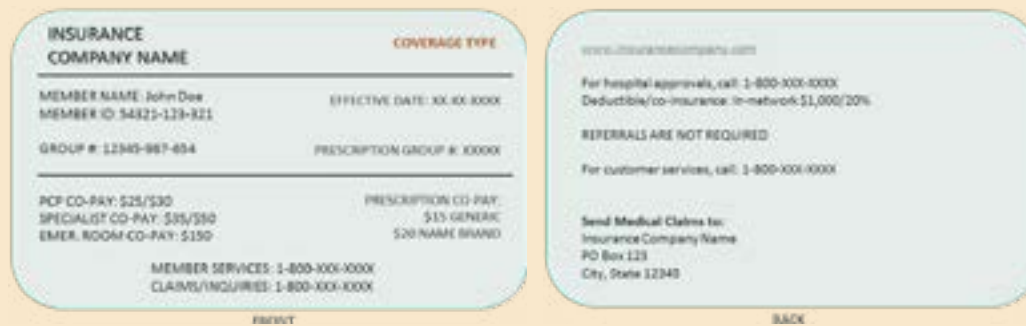 INSURANCE
COMPANY NAME
COVERAGE TYPE
MEMBER NAME: John Doe
MEMBER ID: 54321-123-321
EFFECTIVE DATE: XX-XX-XXXX
GROUP #: 12345-987-654
PRESCRIPTION GROUP #: XXXXX
PCP CO-PAY: $25/$30
SPECIALIST CO-PAY: $35/$50
EMER. ROOM CO-PAY: $150
PRESCRIPTION CO-PAY:
$15 GENERIC
$20 NAME BRAND
MEMBER SERVICES: 1-800-XXX-XXXX
CLAIMS/INQUIRIES: 1-800-XXX-XXXX
FRONT
www.insurancecompany.com
For hospital approvals, call: 1-800-XXX-XXXX
Deductible/co-insurance: In-network $1,000/20%
REFERRALS ARE NOT REQUIRED
For customer services, call: 1-800-XXX-XXXX
Send Medical Claims to:
Insurance Company Name
PO Box 123
City, State 12345
BACK